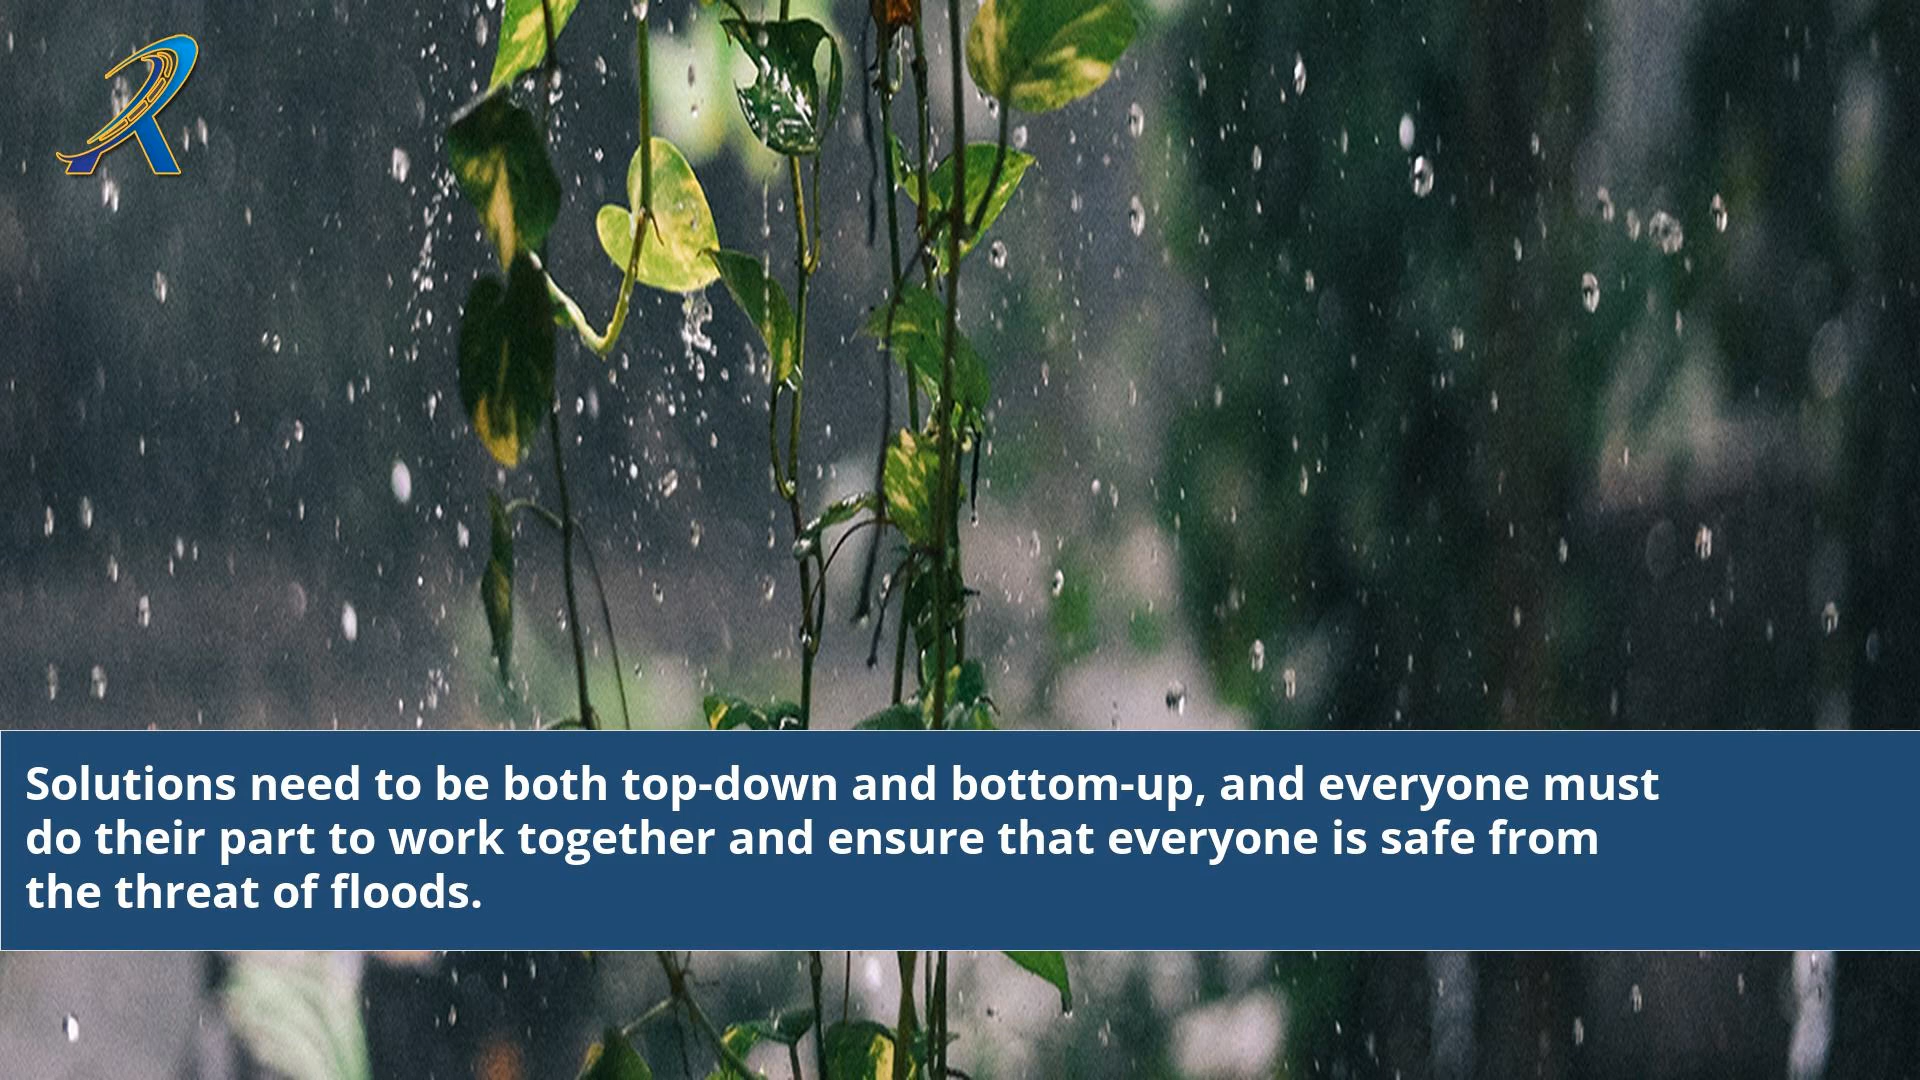 Solutions need to be both top-down and bottom-up, and everyone must
do their part to work together and ensure that everyone is safe from
the threat of floods.